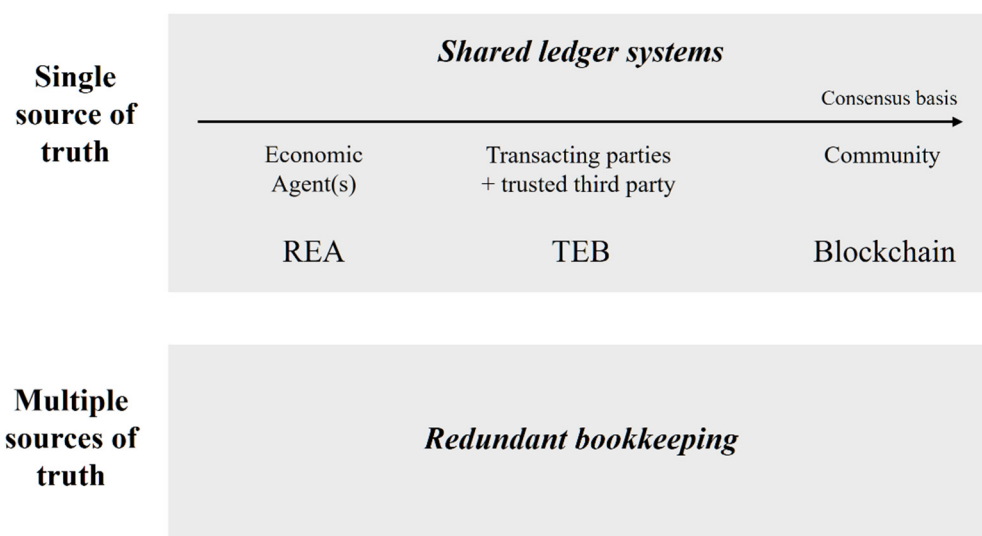 Single
source of
truth
Shared ledger systems
Consensus basis
Economic
Agent(s)
Transacting parties
+ trusted third party
Community
REA
TEB
Blockchain
Multiple
sources of
truth
Redundant bookkeeping